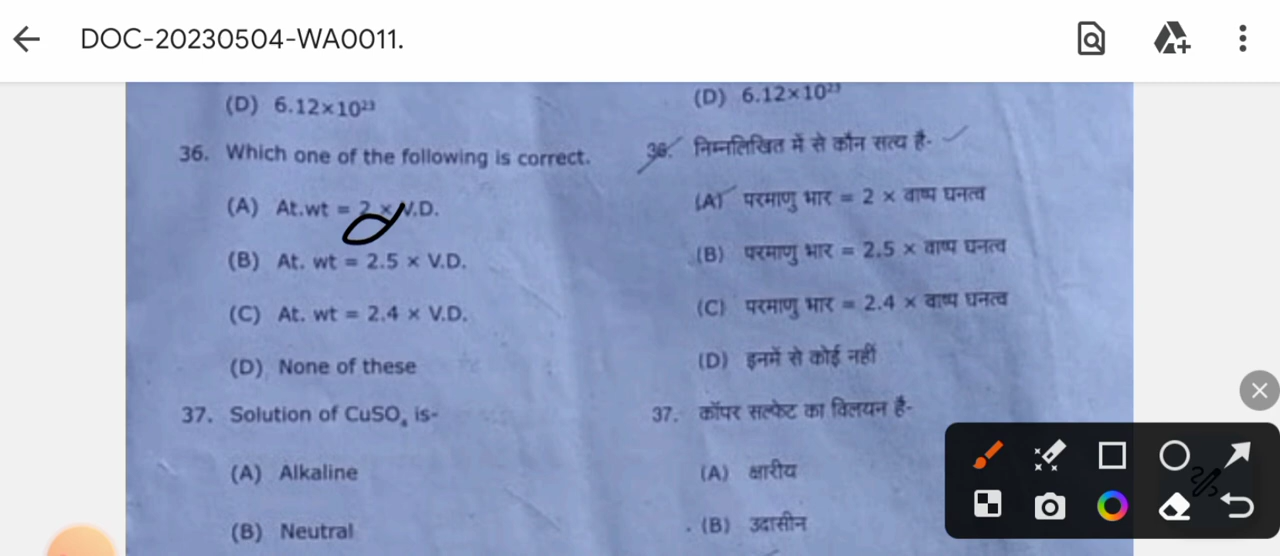 DOC-20230504-WA0011.
(D) 6.12×10²³
36. Which one of the following is correct.
(A) At.wt = 2 × V.D.
(B) At. wt = 2.5 × V.D.
(C) At. wt = 2.4 × V.D.
(D) None of these
37. Solution of CuSO₄ is-
(A) Alkaline
(B) Neutral
(D) 6.12×10²³
36. निम्नलिखित में से कौन सत्य है-
(A) परमाणु भार = 2 × वाष्प घनत्व
(B) परमाणु भार = 2.5 × वाष्प घनत्व
(C) परमाणु भार = 2.4 × वाष्प घनत्व
(D) इनमें से कोई नहीं
37. कॉपर सल्फेट का विलयन है-
(A) क्षारीय
(B) उदासीन